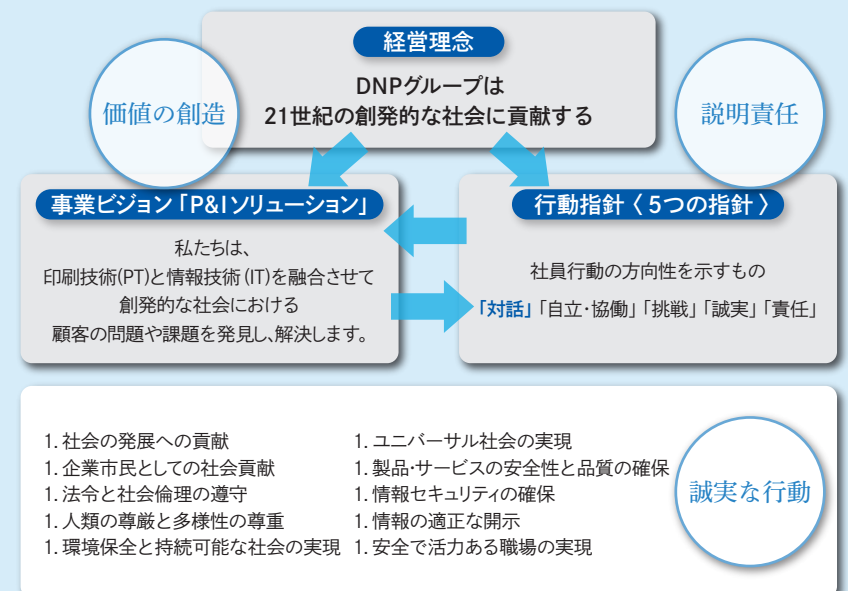 経営理念
DNPグループは
21世紀の創発的な社会に貢献する
価値の創造
説明責任
事業ビジョン「P&Iソリューション」
私たちは、
印刷技術(PT)と情報技術(IT)を融合させて
創発的な社会における
顧客の問題や課題を発見し、解決します。
行動指針〈5つの指針〉
社員行動の方向性を示すもの
「対話」「自立・協働」「挑戦」「誠実」「責任」
1. 社会の発展への貢献
1. 企業市民としての社会貢献
1. 法令と社会倫理の遵守
1. 人類の尊厳と多様性の尊重
1. 環境保全と持続可能な社会の実現
1. ユニバーサル社会の実現
1. 製品・サービスの安全性と品質の確保
1. 情報セキュリティの確保
1. 情報の適正な開示
1. 安全で活力ある職場の実現
誠実な行動